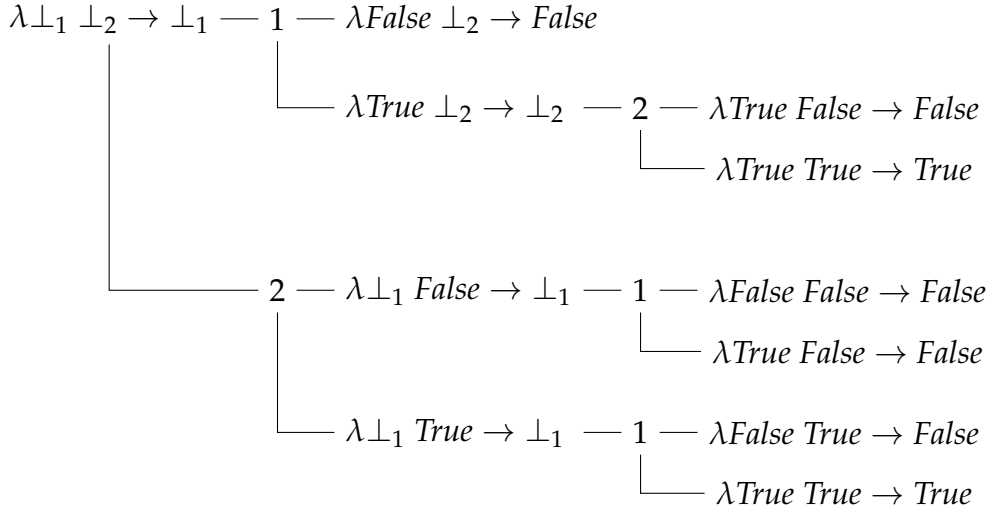 λ⊥₁ ⊥₂ → ⊥₁ 1 λFalse ⊥₂ → False
λTrue ⊥₂ → ⊥₂ 2 λTrue False → False
λTrue True → True
2 λ⊥₁ False → ⊥₁ 1 λFalse False → False
λTrue False → False
λ⊥₁ True → ⊥₁ 1 λFalse True → False
λTrue True → True